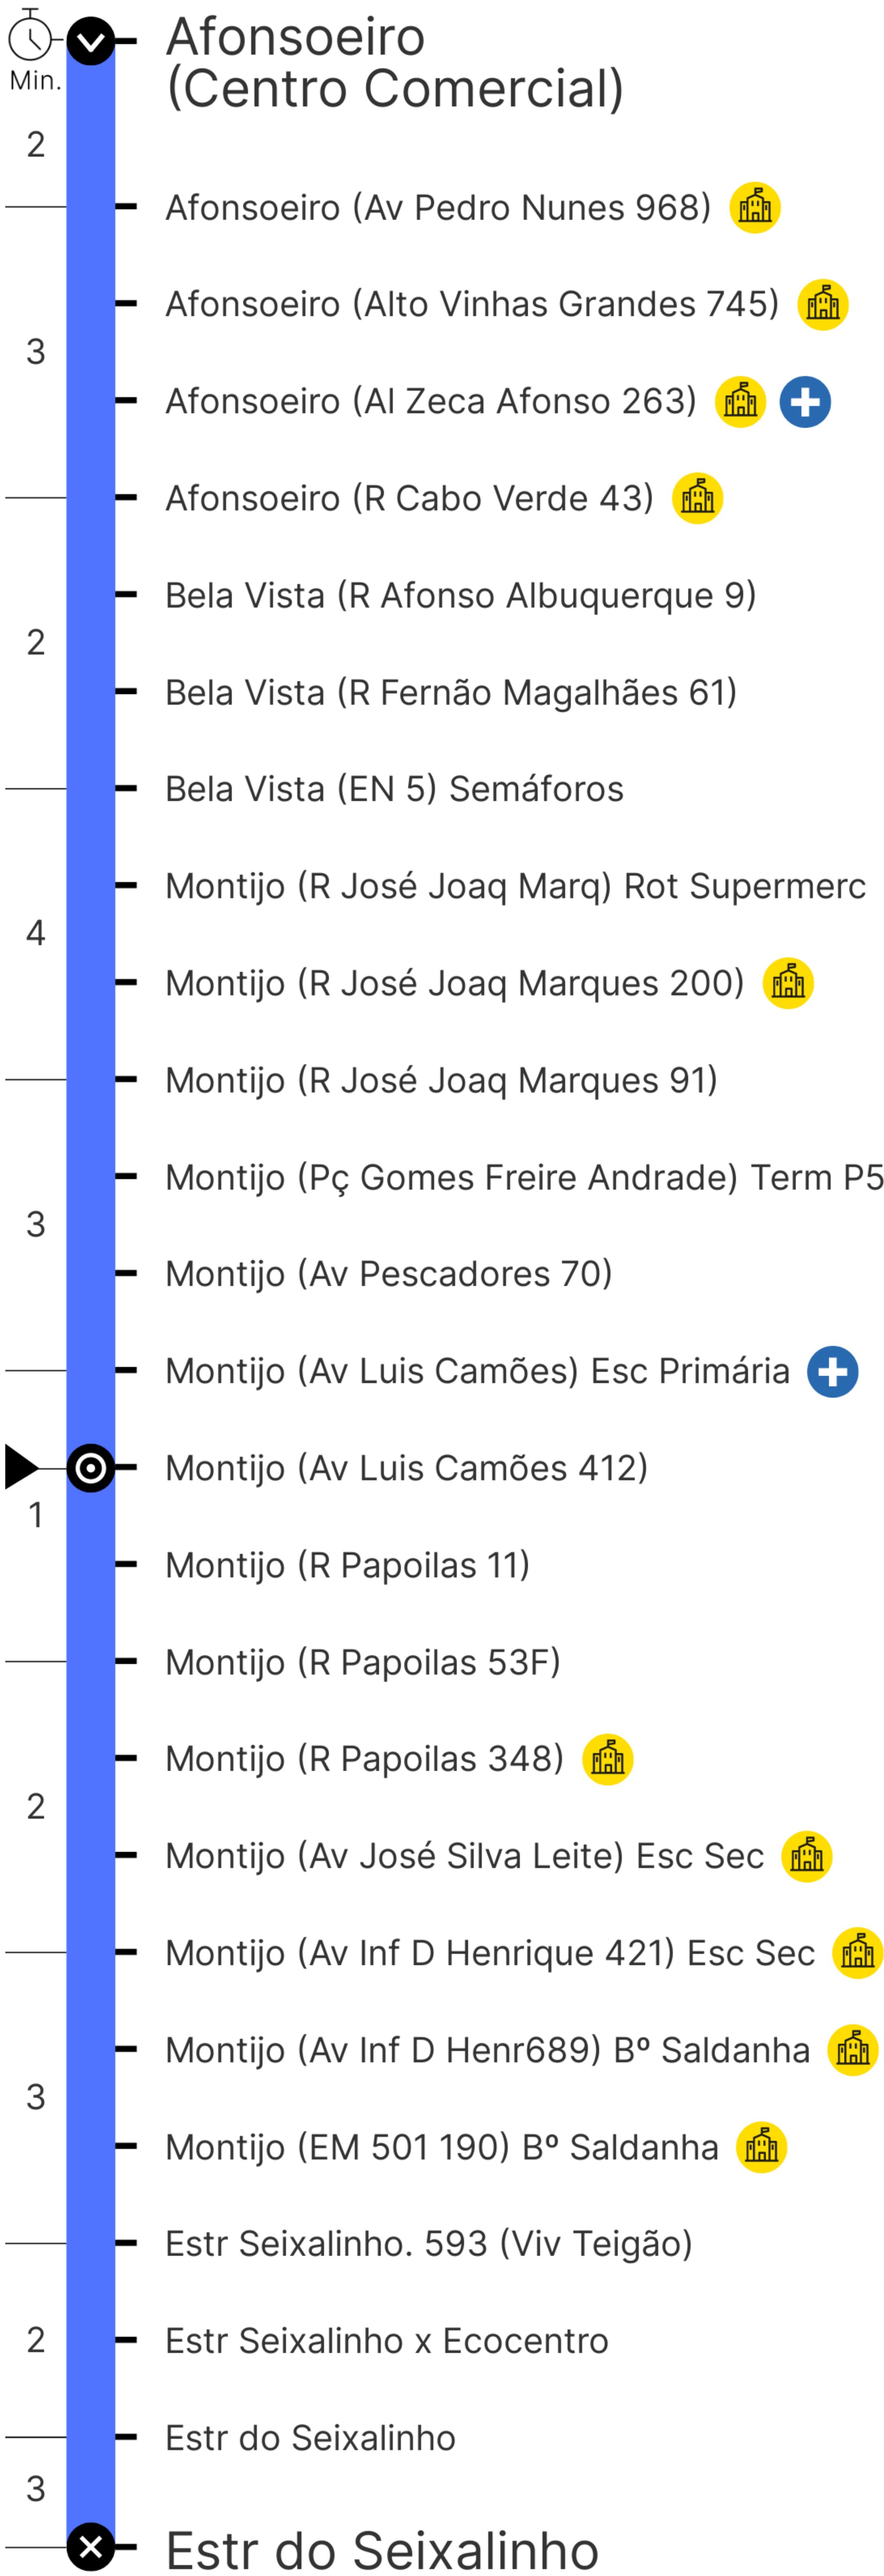 Afonsoeiro
(Centro Comercial)
Min.
2
Afonsoeiro (Av Pedro Nunes 968)
Afonsoeiro (Alto Vinhas Grandes 745)
3
Afonsoeiro (Al Zeca Afonso 263)
Afonsoeiro (R Cabo Verde 43)
Bela Vista (R Afonso Albuquerque 9)
2
Bela Vista (R Fernão Magalhães 61)
Bela Vista (EN 5) Semáforos
Montijo (R José Joaq Marq) Rot Supermerc
4
Montijo (R José Joaq Marques 200)
Montijo (R José Joaq Marques 91)
Montijo (Pç Gomes Freire Andrade) Term P5
3
Montijo (Av Pescadores 70)
Montijo (Av Luis Camões) Esc Primária
Montijo (Av Luis Camões 412)
1
Montijo (R Papoilas 11)
Montijo (R Papoilas 53F)
Montijo (R Papoilas 348)
2
Montijo (Av José Silva Leite) Esc Sec
Montijo (Av Inf D Henrique 421) Esc Sec
Montijo (Av Inf D Henr689) Bº Saldanha
3
Montijo (EM 501 190) Bº Saldanha
Estr Seixalinho. 593 (Viv Teigão)
2
Estr Seixalinho x Ecocentro
Estr do Seixalinho
3
Estr do Seixalinho